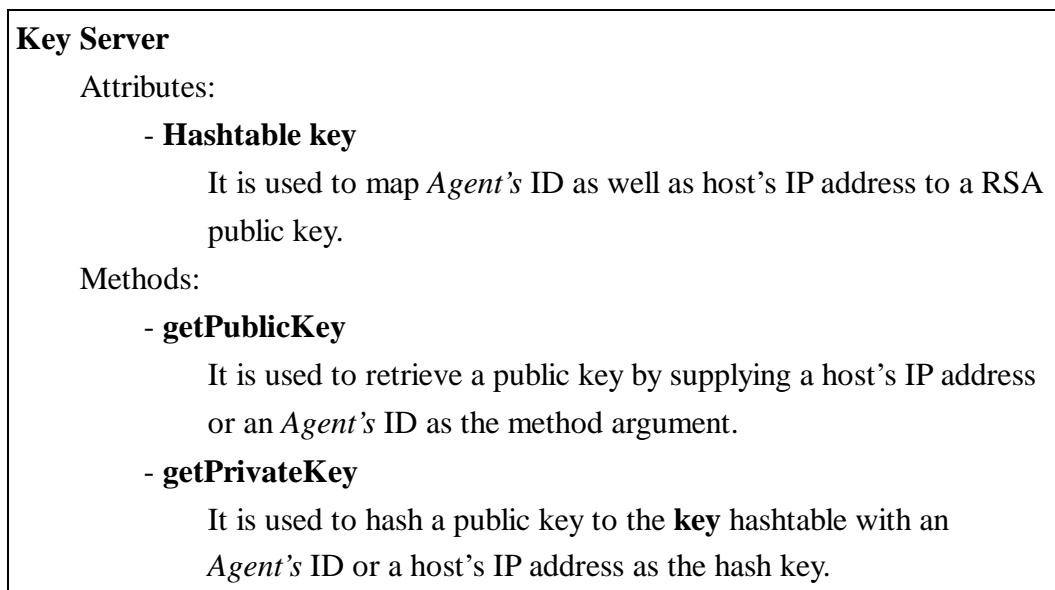 Key Server
Attributes:
- Hashtable key
It is used to map Agent's ID as well as host's IP address to a RSA
public key.
Methods:
- getPublicKey
It is used to retrieve a public key by supplying a host's IP address
or an Agent's ID as the method argument.
- getPrivateKey
It is used to hash a public key to the key hashtable with an
Agent's ID or a host's IP address as the hash key.